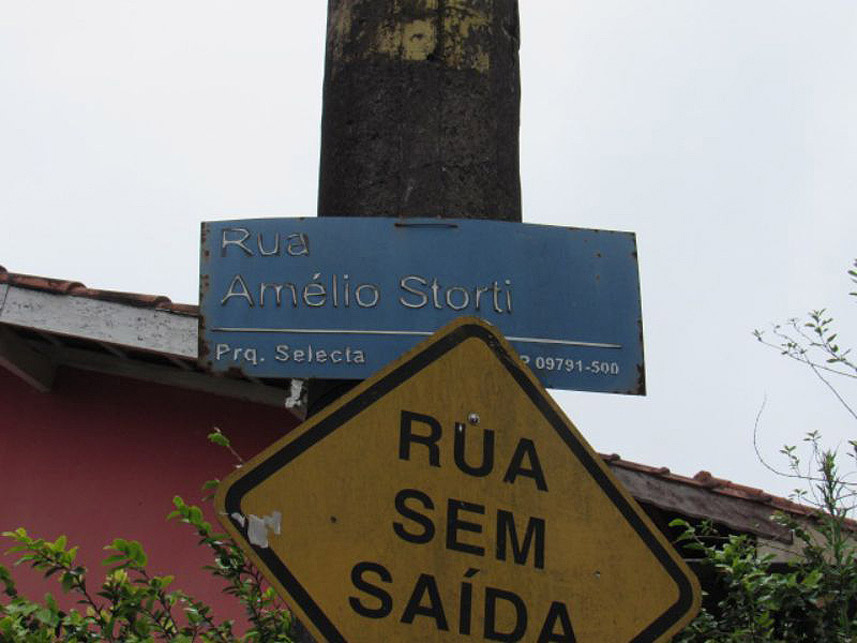 Rua
Amélio Storti
Prq. Selecta P 09791-500
RUA
SEM
SAÍDA